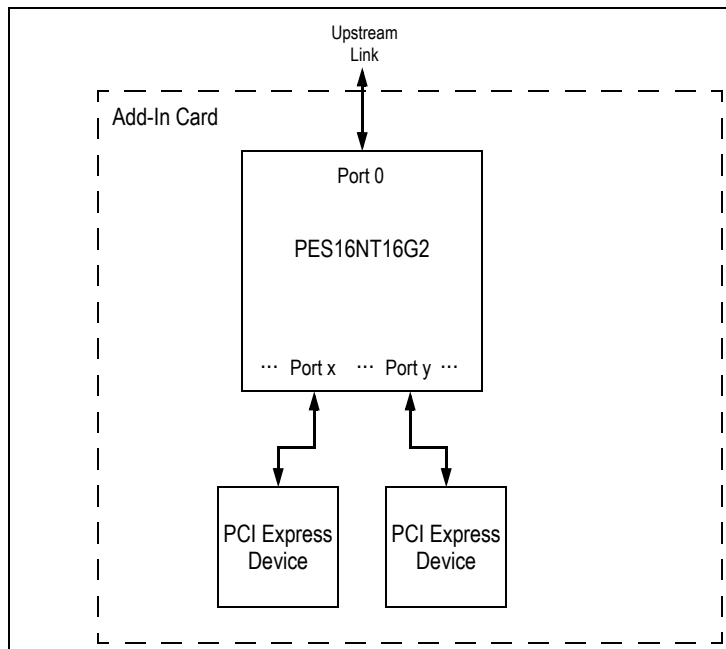 Upstream
Link
Add-In Card
Port 0
PES16NT16G2
··· Port x ··· Port y ···
PCI Express
Device
PCI Express
Device